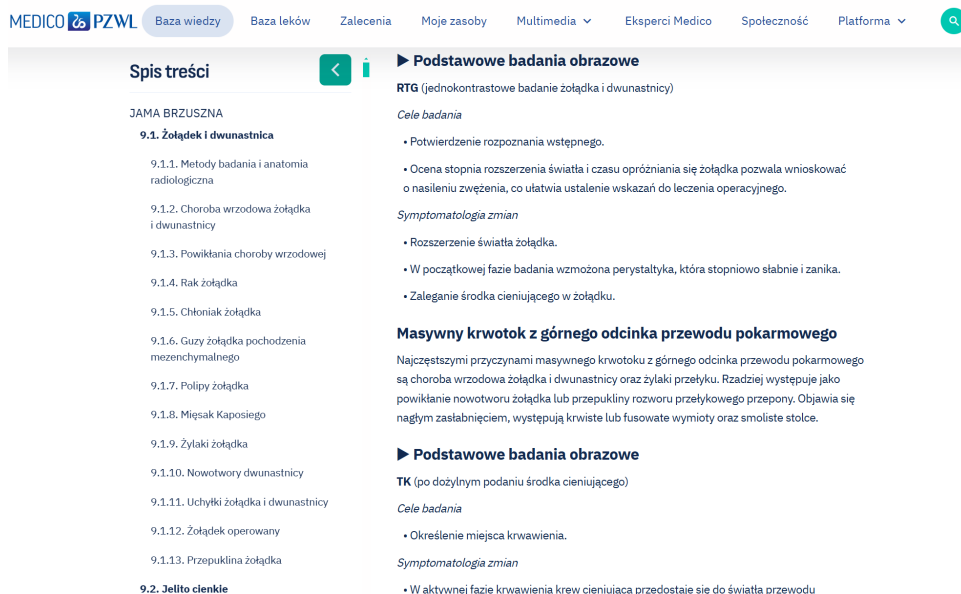 MEDICO PZWL Baza wiedzy Baza leków Zalecenia Moje zasoby Multimedia Eksperci Medico Społeczność Platforma
Spis treści
JAMA BRZUSZNA
9.1. Żołądek i dwunastnica
9.1.1. Metody badania i anatomia
radiologiczna
9.1.2. Choroba wrzodowa żołądka
i dwunastnicy
9.1.3. Powikłania choroby wrzodowej
9.1.4. Rak żołądka
9.1.5. Chłoniak żołądka
9.1.6. Guzy żołądka pochodzenia
mezenchymalnego
9.1.7. Polipy żołądka
9.1.8. Mięsak Kaposiego
9.1.9. Żylaki żołądka
9.1.10. Nowotwory dwunastnicy
9.1.11. Uchyłki żołądka i dwunastnicy
9.1.12. Żołądek operowany
9.1.13. Przepuklina żołądka
9.2. Jelito cienkie
▶ Podstawowe badania obrazowe
RTG (jednokontrastowe badanie żołądka i dwunastnicy)
Cele badania
• Potwierdzenie rozpoznania wstępnego.
• Ocena stopnia rozszerzenia światła i czasu opróżniania się żołądka pozwala wnioskować
o nasileniu zwężenia, co ułatwia ustalenie wskazań do leczenia operacyjnego.
Symptomatologia zmian
• Rozszerzenie światła żołądka.
• W początkowej fazie badania wzmożona perystaltyka, która stopniowo słabnie i zanika.
• Zaleganie środka cieniującego w żołądku.
Masywny krwotok z górnego odcinka przewodu pokarmowego
Najczęstszymi przyczynami masywnego krwotoku z górnego odcinka przewodu pokarmowego
są choroba wrzodowa żołądka i dwunastnicy oraz żylaki przełyku. Rzadziej występuje jako
powikłanie nowotworu żołądka lub przepukliny rozworu przełykowego przepony. Objawia się
nagłym zasłabnięciem, występują krwiste lub fusowate wymioty oraz smoliste stolce.
▶ Podstawowe badania obrazowe
TK (po dożylnym podaniu środka cieniującego)
Cele badania
• Określenie miejsca krwawienia.
Symptomatologia zmian
• W aktywnej fazie krwawienia krew cieniująca przedostaje się do światła przewodu